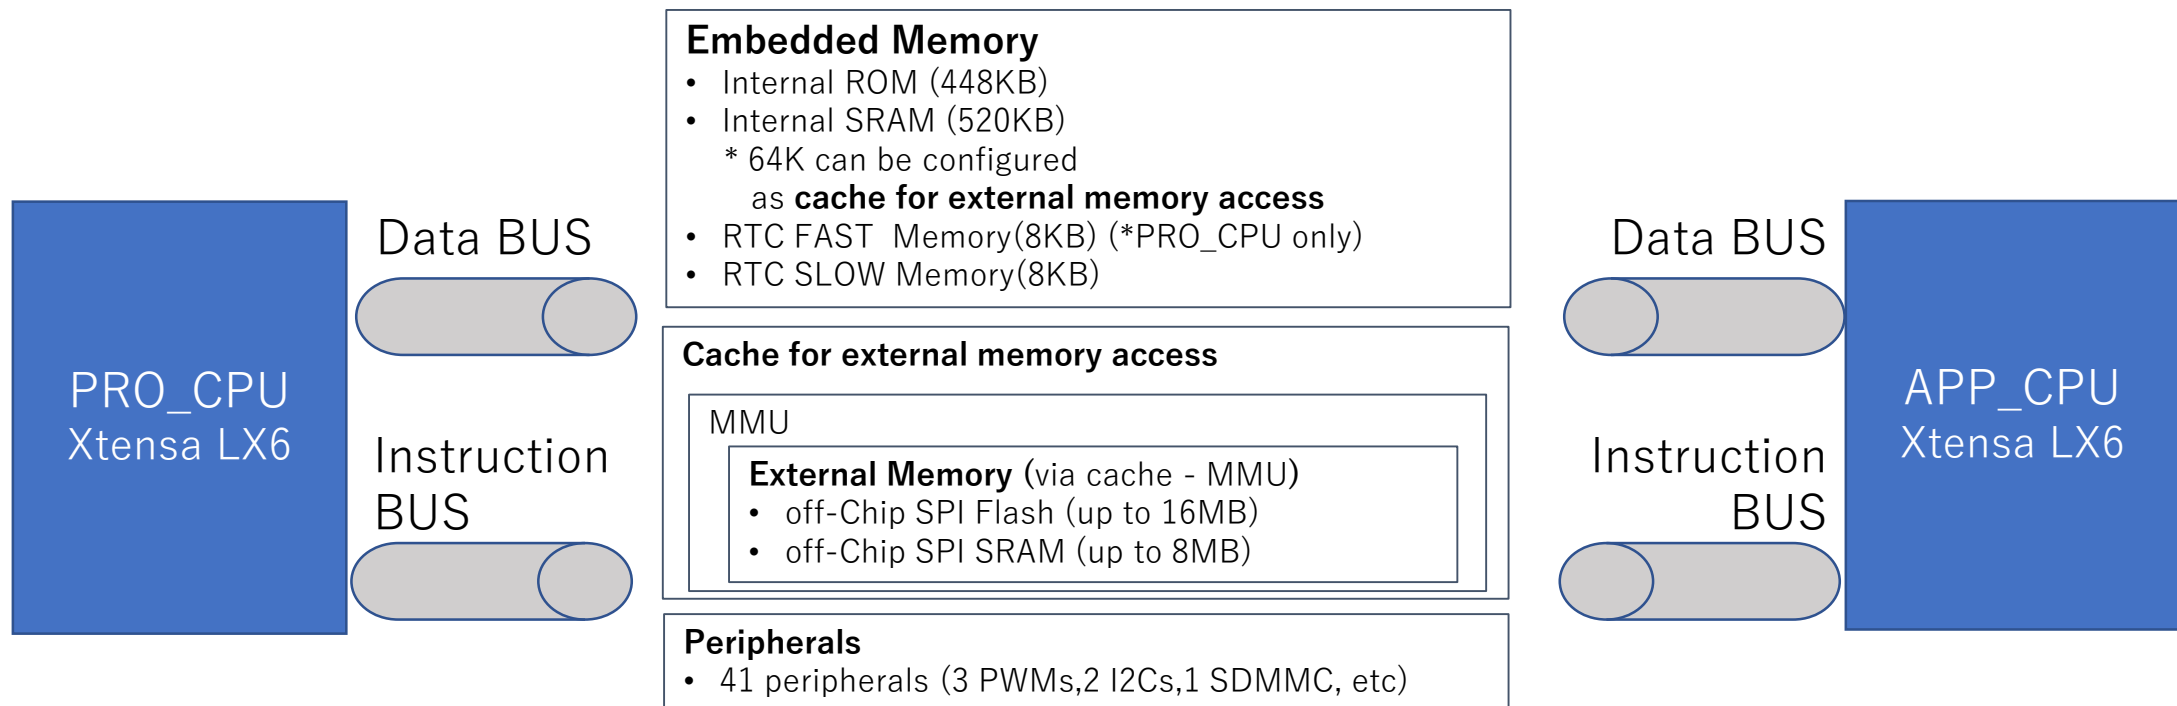 Embedded Memory
• Internal ROM (448KB)
• Internal SRAM (520KB)
* 64K can be configured
as cache for external memory access
• RTC FAST  Memory(8KB) (*PRO_CPU only)
• RTC SLOW Memory(8KB)
Data BUS
PRO_CPU
Xtensa LX6
Instruction
BUS
Cache for external memory access
MMU
External Memory (via cache - MMU)
• off-Chip SPI Flash (up to 16MB)
• off-Chip SPI SRAM (up to 8MB)
Peripherals
• 41 peripherals (3 PWMs,2 I2Cs,1 SDMMC, etc)
Data BUS
APP_CPU
Xtensa LX6
Instruction
BUS